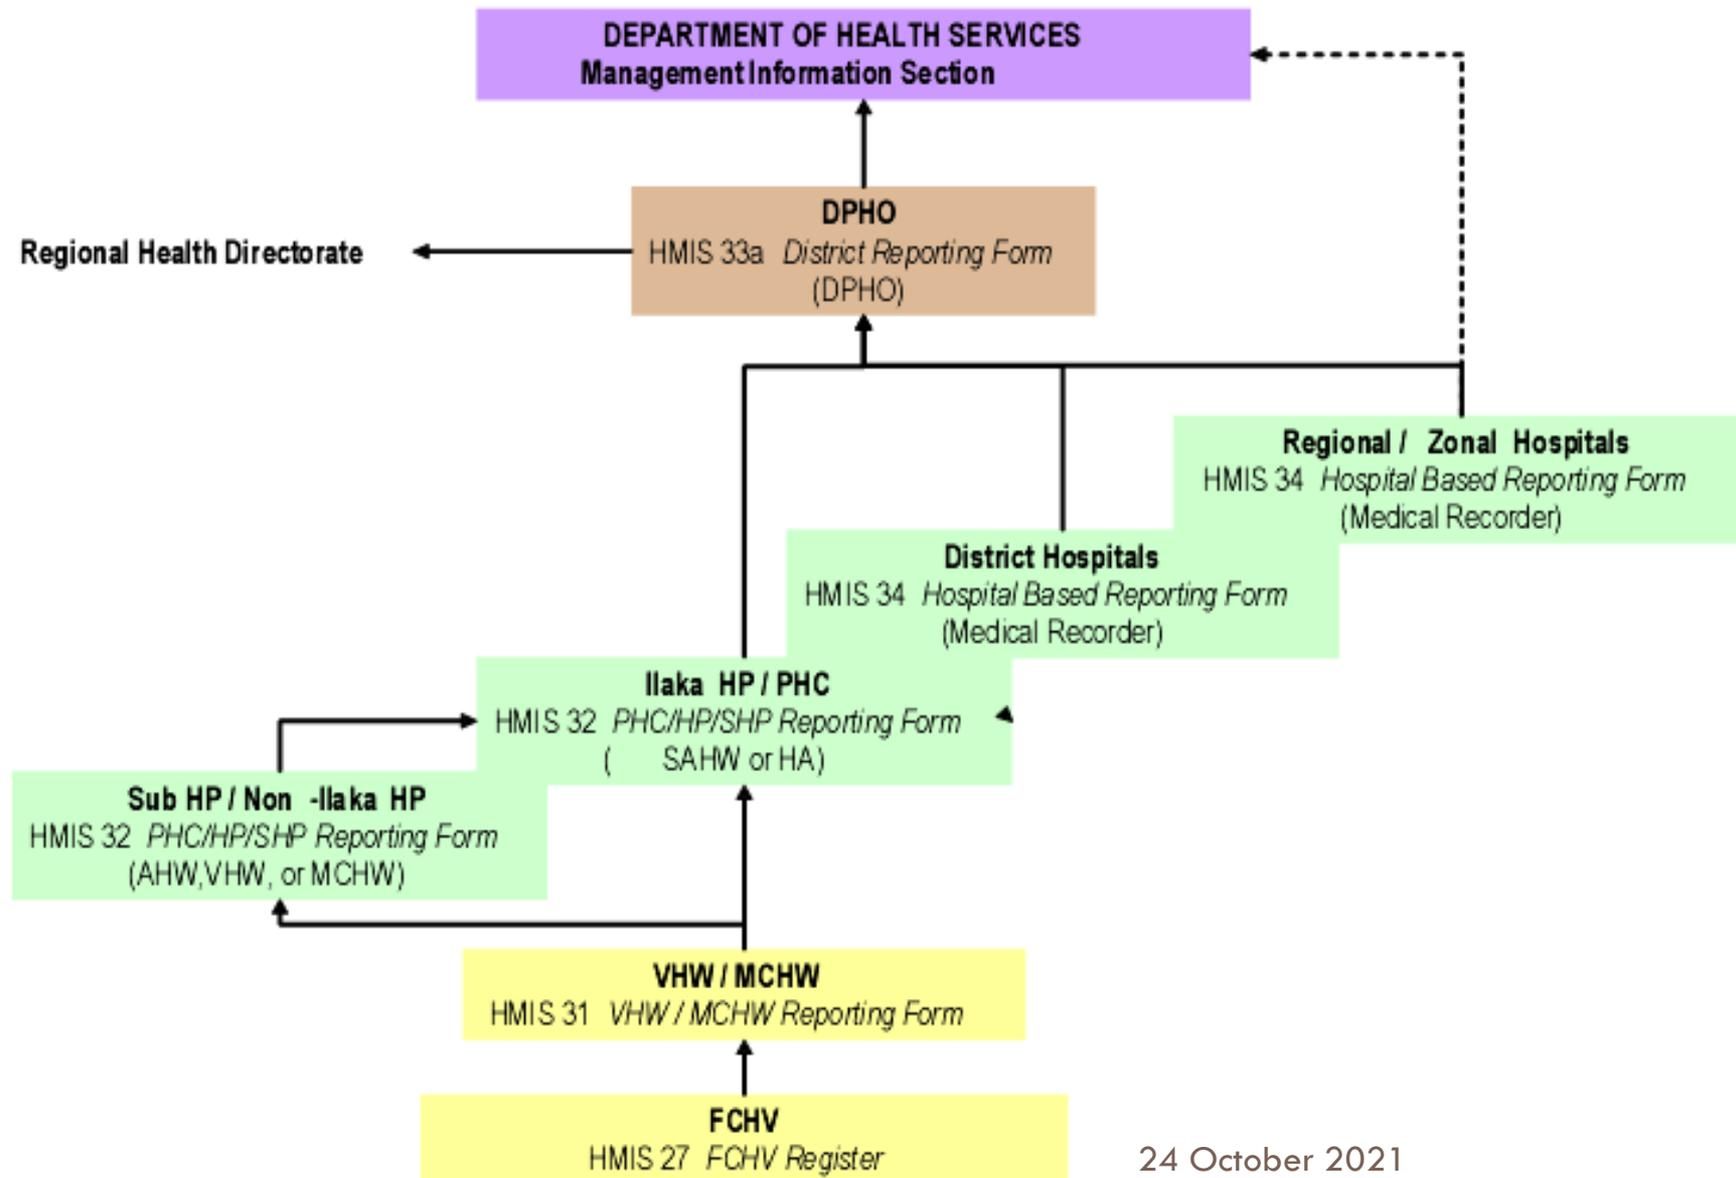 DEPARTMENT OF HEALTH SERVICES
Management Information Section
DPHO
HMIS 33a District Reporting Form
(DPHO)
Regional Health Directorate
Regional / Zonal Hospitals
HMIS 34 Hospital Based Reporting Form
(Medical Recorder)
District Hospitals
HMIS 34 Hospital Based Reporting Form
(Medical Recorder)
Ilaka HP / PHC
HMIS 32 PHC/HP/SHP Reporting Form
( SAHW or HA)
Sub HP / Non -Ilaka HP
HMIS 32 PHC/HP/SHP Reporting Form
(AHW,VHW, or MCHW)
VHW / MCHW
HMIS 31 VHW / MCHW Reporting Form
FCHV
HMIS 27 FCHV Register
24 October 2021